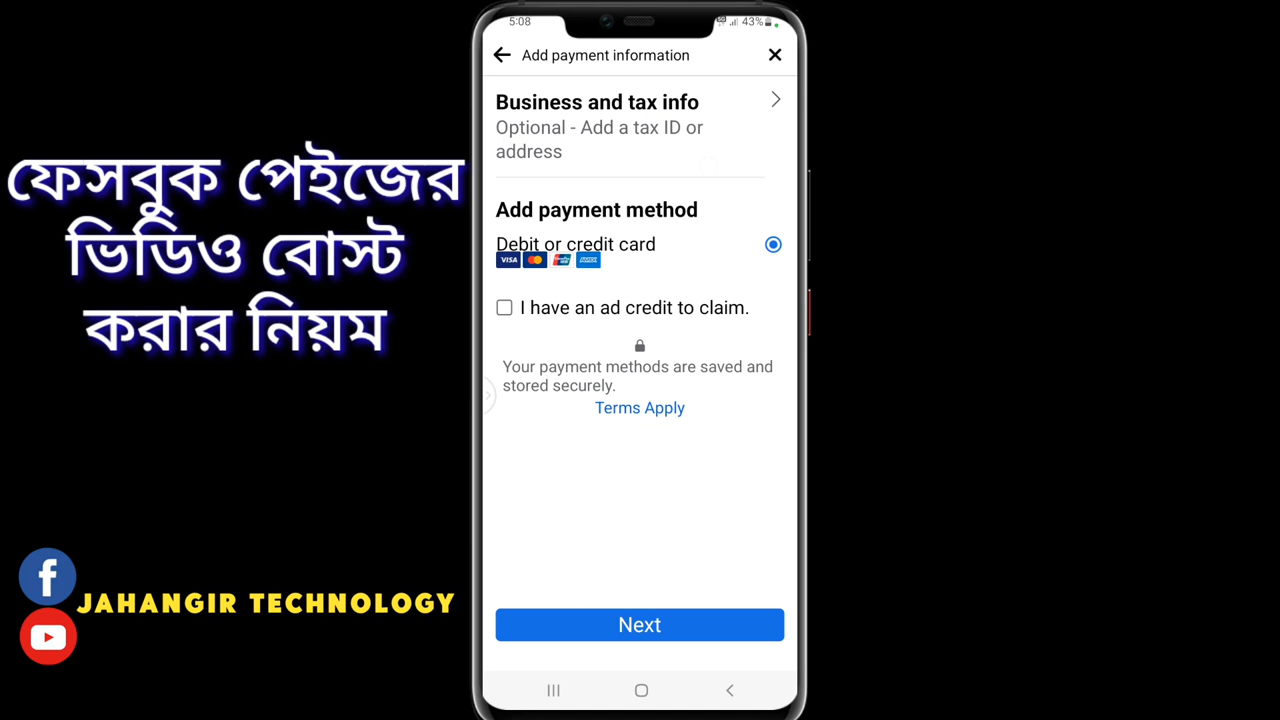 ফেসবুক পেইজের
ভিডিও বোস্ট
করার নিয়ম
JAHANGIR TECHNOLOGY
5:08
43%
Add payment information
Business and tax info
Optional - Add a tax ID or
address
Add payment method
Debit or credit card
VISA
I have an ad credit to claim.
Your payment methods are saved and
stored securely.
Terms Apply
Next